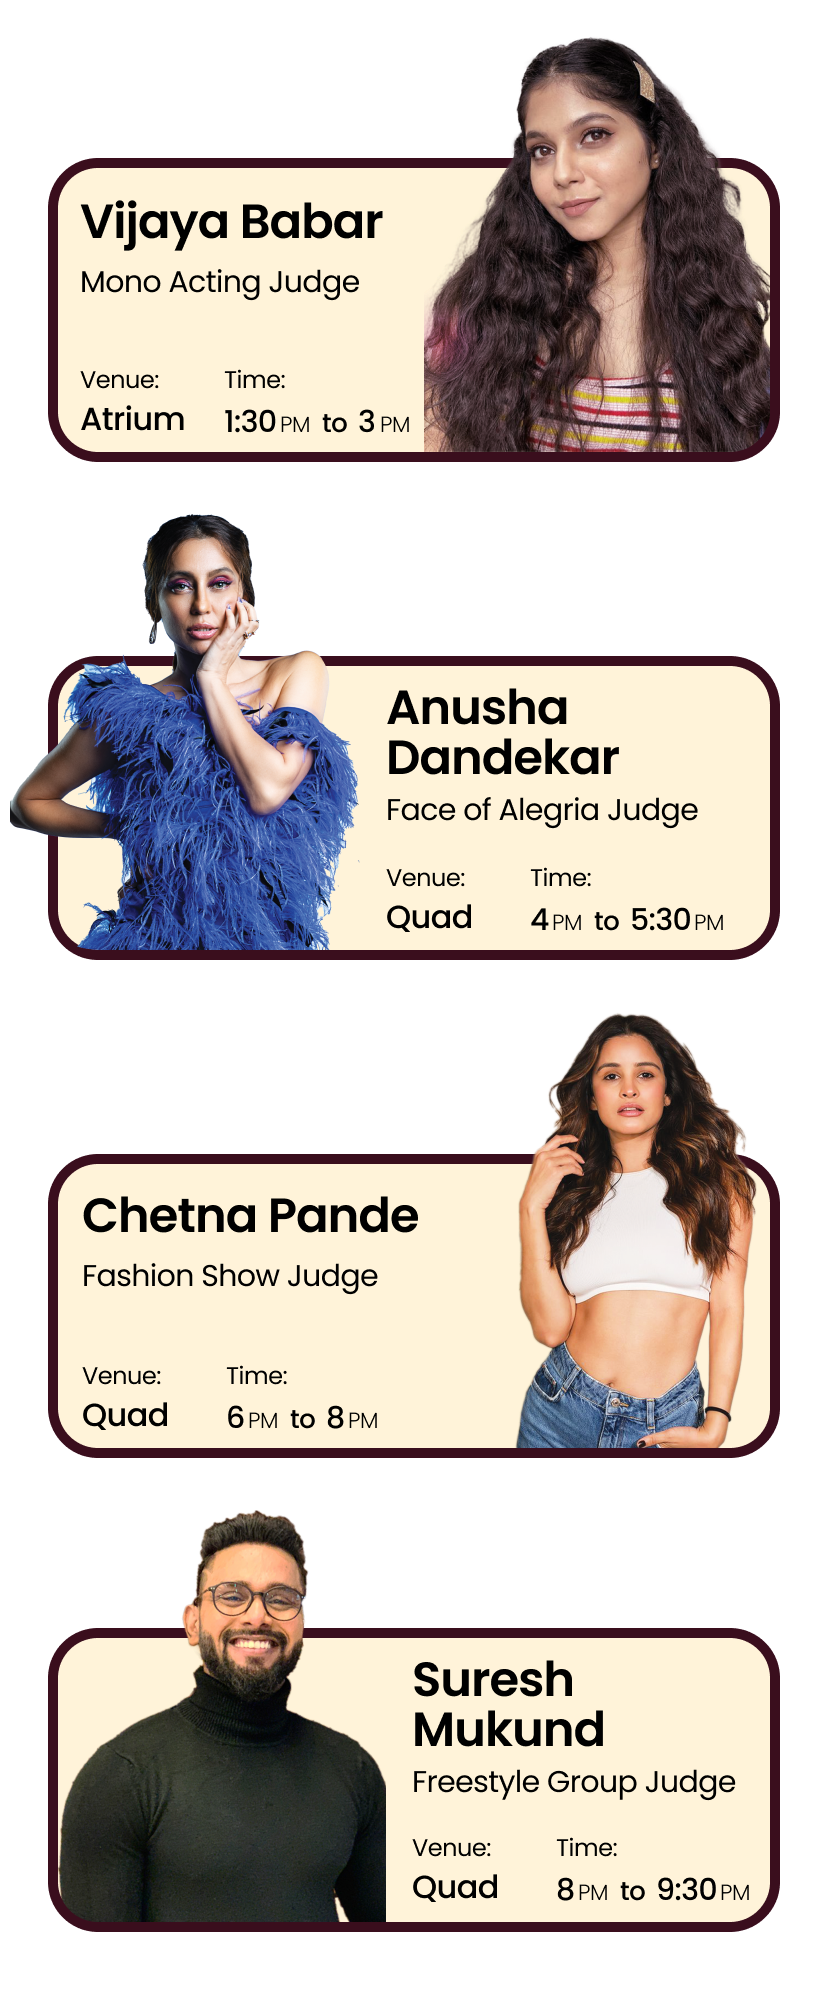 Vijaya Babar
Mono Acting Judge
Venue: Time:
Atrium 1:30 PM to 3 PM
Anusha
Dandekar
Face of Alegria Judge
Venue: Time:
Quad 4 PM to 5:30 PM
Chetna Pande
Fashion Show Judge
Venue: Time:
Quad 6 PM to 8 PM
Suresh
Mukund
Freestyle Group Judge
Venue: Time:
Quad 8 PM to 9:30 PM